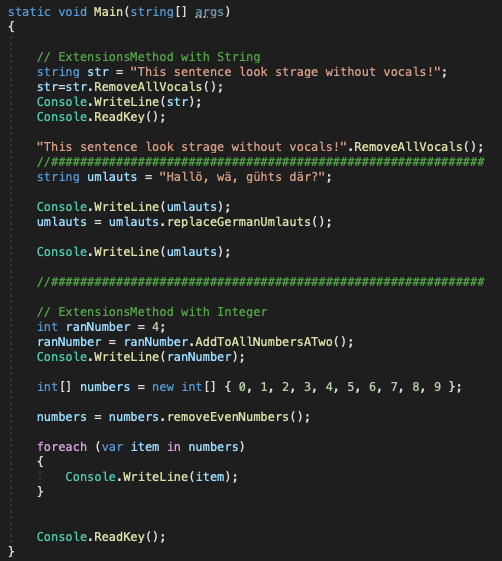 static void Main(string[] args)
{
// ExtensionsMethod with String
string str = "This sentence look strage without vocals!";
str=str.RemoveAllVocals();
Console.WriteLine(str);
Console.ReadKey();
"This sentence look strage without vocals!".RemoveAllVocals();
//############################################################
string umlauts = "Hallö, wä, gühts där?";
Console.WriteLine(umlauts);
umlauts = umlauts.replaceGermanUmlauts();
Console.WriteLine(umlauts);
//############################################################
// ExtensionsMethod with Integer
int ranNumber = 4;
ranNumber = ranNumber.AddToAllNumbersATwo();
Console.WriteLine(ranNumber);
int[] numbers = new int[] { 0, 1, 2, 3, 4, 5, 6, 7, 8, 9 };
numbers = numbers.removeEvenNumbers();
foreach (var item in numbers)
{
Console.WriteLine(item);
}
Console.ReadKey();
}